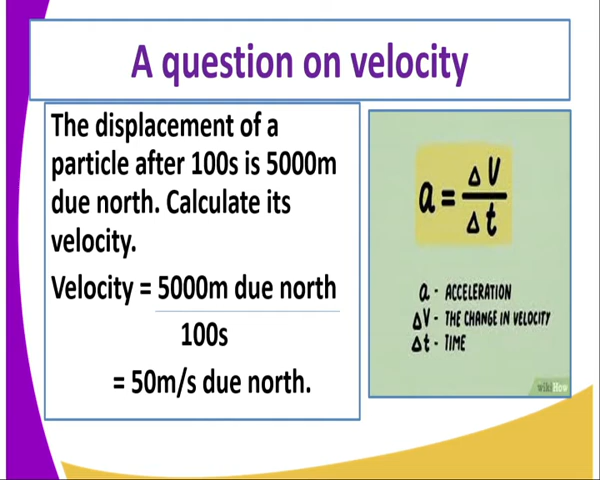 A question on velocity
The displacement of a
particle after 100s is 5000m
due north. Calculate its
velocity.
Velocity = 5000m due north
100s
= 50m/s due north.
a = ΔV
Δt
a - ACCELERATION
ΔV - THE CHANGE IN VELOCITY
Δt - TIME
wikiHow